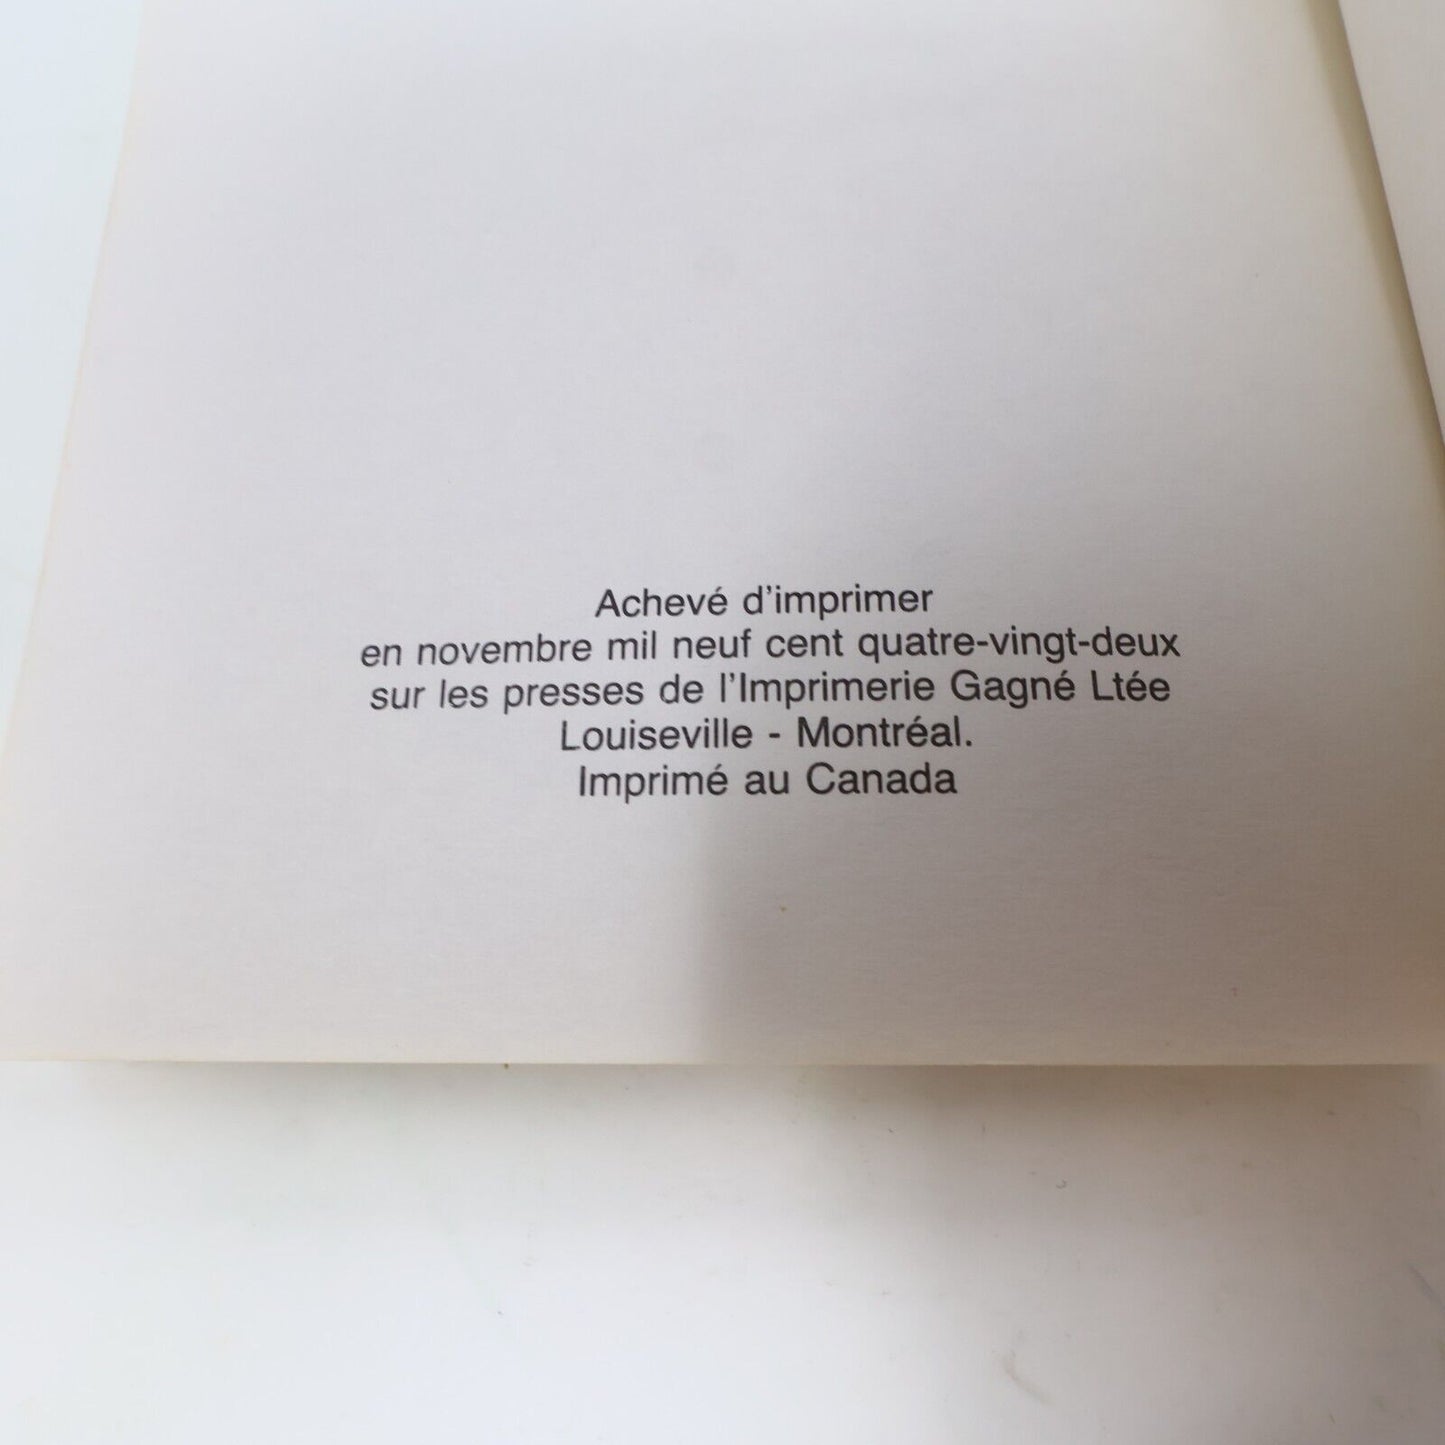 Achevé d'imprimer
en novembre mil neuf cent quatre-vingt-deux
sur les presses de l'Imprimerie Gagné Ltée
Louiseville - Montréal.
Imprimé au Canada